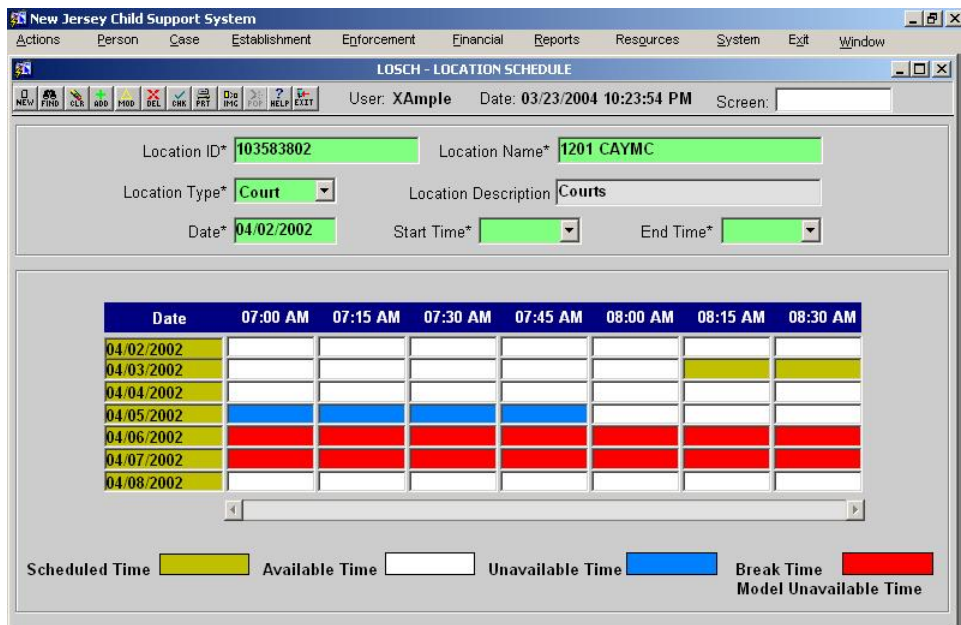 New Jersey Child Support System
Actions Person Case Establishment Enforcement Financial Reports Resources System Exit Window
LOSCH - LOCATION SCHEDULE
NEW FIND CLR ADD MOD DEL CHK PRT IMG POP HELP EXIT User: XAmple Date: 03/23/2004 10:23:54 PM Screen:
Location ID* 103583802 Location Name* 1201 CAYMC
Location Type* Court Location Description Courts
Date* 04/02/2002 Start Time* End Time*
Date 07:00 AM 07:15 AM 07:30 AM 07:45 AM 08:00 AM 08:15 AM 08:30 AM
04/02/2002
04/03/2002
04/04/2002
04/05/2002
04/06/2002
04/07/2002
04/08/2002
Scheduled Time Available Time Unavailable Time Break Time
Model Unavailable Time